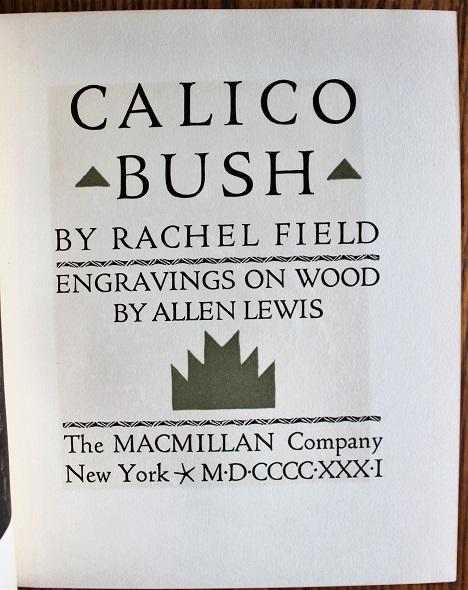 CALICO
BUSH
BY RACHEL FIELD
ENGRAVINGS ON WOOD
BY ALLEN LEWIS
The MACMILLAN Company
New York M·D·CCCC·XXX·I